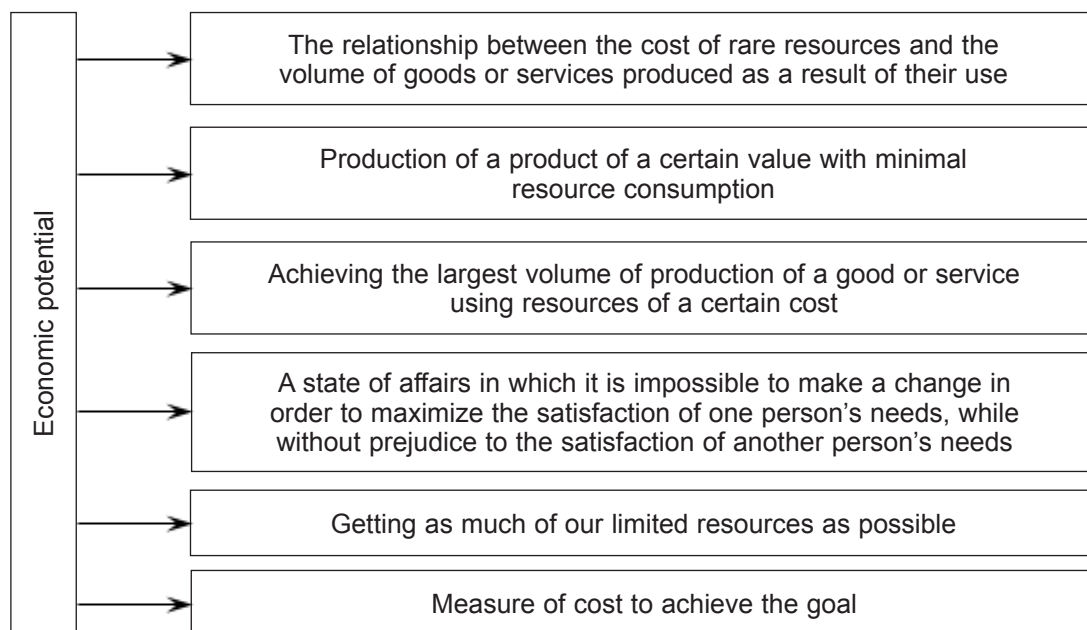 Economic potential
The relationship between the cost of rare resources and the
volume of goods or services produced as a result of their use
Production of a product of a certain value with minimal
resource consumption
Achieving the largest volume of production of a good or service
using resources of a certain cost
A state of affairs in which it is impossible to make a change in
order to maximize the satisfaction of one person’s needs, while
without prejudice to the satisfaction of another person’s needs
Getting as much of our limited resources as possible
Measure of cost to achieve the goal